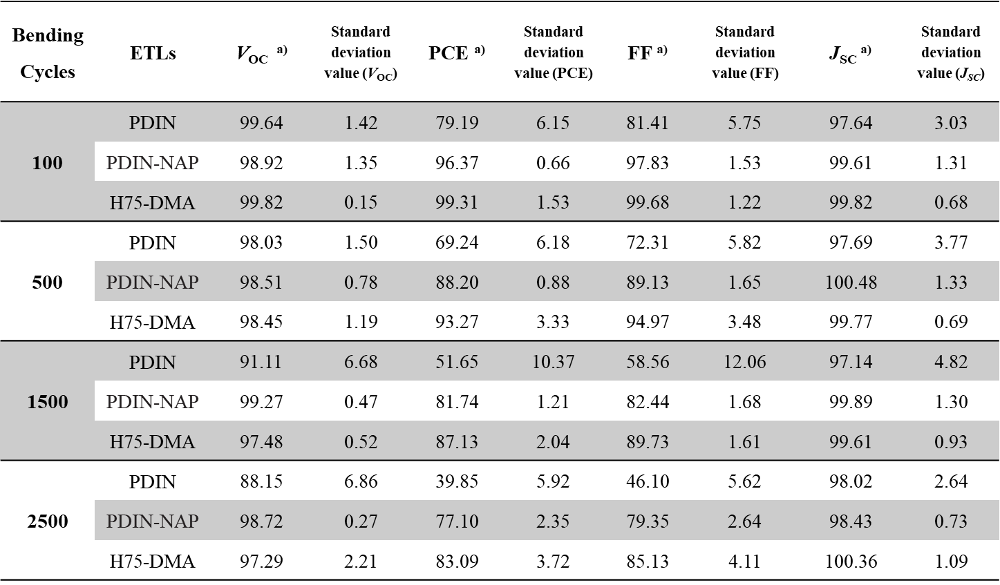 Bending Cycles ETLs VOC a) Standard deviation value (VOC) PCE a) Standard deviation value (PCE) FF a) Standard deviation value (FF) JSC a) Standard deviation value (JSC)
100 PDIN 99.64 1.42 79.19 6.15 81.41 5.75 97.64 3.03
PDIN-NAP 98.92 1.35 96.37 0.66 97.83 1.53 99.61 1.31
H75-DMA 99.82 0.15 99.31 1.53 99.68 1.22 99.82 0.68
500 PDIN 98.03 1.50 69.24 6.18 72.31 5.82 97.69 3.77
PDIN-NAP 98.51 0.78 88.20 0.88 89.13 1.65 100.48 1.33
H75-DMA 98.45 1.19 93.27 3.33 94.97 3.48 99.77 0.69
1500 PDIN 91.11 6.68 51.65 10.37 58.56 12.06 97.14 4.82
PDIN-NAP 99.27 0.47 81.74 1.21 82.44 1.68 99.89 1.30
H75-DMA 97.48 0.52 87.13 2.04 89.73 1.61 99.61 0.93
2500 PDIN 88.15 6.86 39.85 5.92 46.10 5.62 98.02 2.64
PDIN-NAP 98.72 0.27 77.10 2.35 79.35 2.64 98.43 0.73
H75-DMA 97.29 2.21 83.09 3.72 85.13 4.11 100.36 1.09